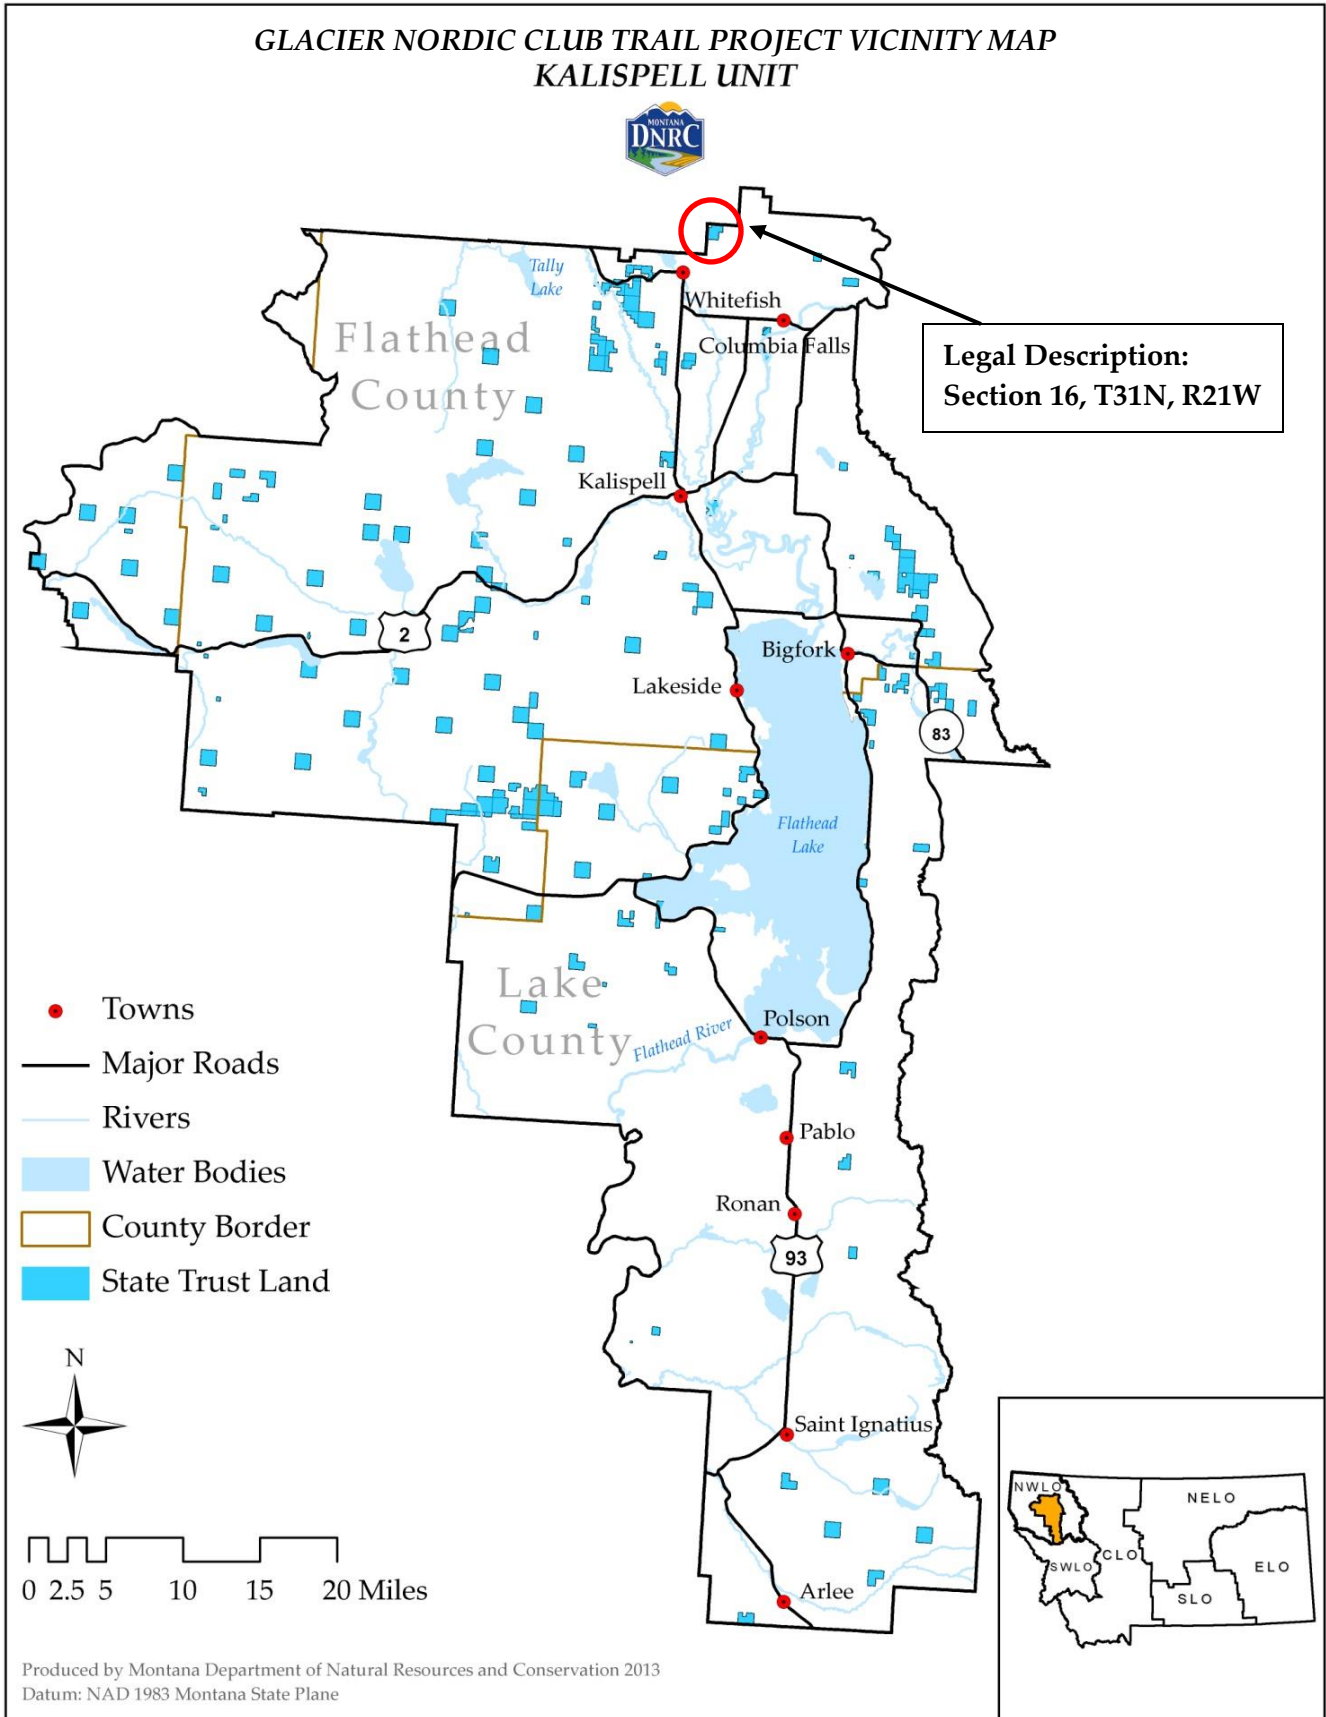 GLACIER NORDIC CLUB TRAIL PROJECT VICINITY MAP
KALISPELL UNIT
MONTANA
DNRC
Tally
Lake
Whitefish
Columbia Falls
Flathead
County
Legal Description:
Section 16, T31N, R21W
Kalispell
2
Bigfork
Lakeside
83
Flathead
Lake
Lake
County
Flathead River
Polson
Towns
Major Roads
Rivers
Water Bodies
County Border
State Trust Land
Pablo
Ronan
93
N
Saint Ignatius
Arlee
0 2.5 5 10 15 20 Miles
NWLO
NELO
CLO
SWLO
ELO
SLO
Produced by Montana Department of Natural Resources and Conservation 2013
Datum: NAD 1983 Montana State Plane